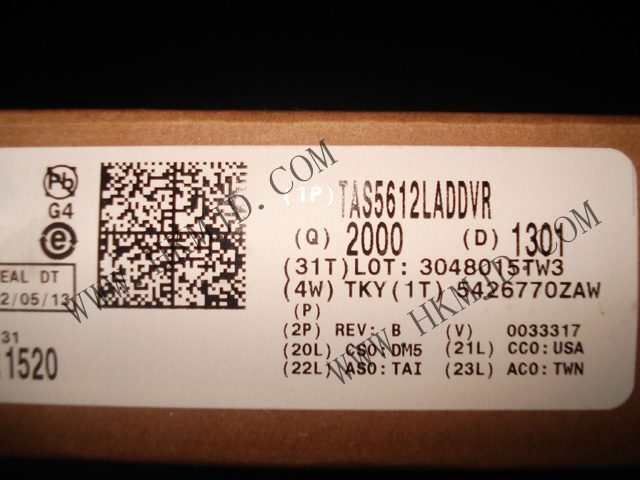 Pb
G4
e
EAL DT
2/05/13
31
1520
(1P) TAS5612LADDVR
(Q) 2000 (D) 1301
(31T)LOT: 3048015TW3
(4W) TKY(1T) 5426770ZAW
(P)
(2P) REV: B (V) 0033317
(20L) CSO:DM5 (21L) CCO:USA
(22L) ASO:TAI (23L) ACO:TWN
WWW.HKMJD.COM
WWW.HKMJD.COM